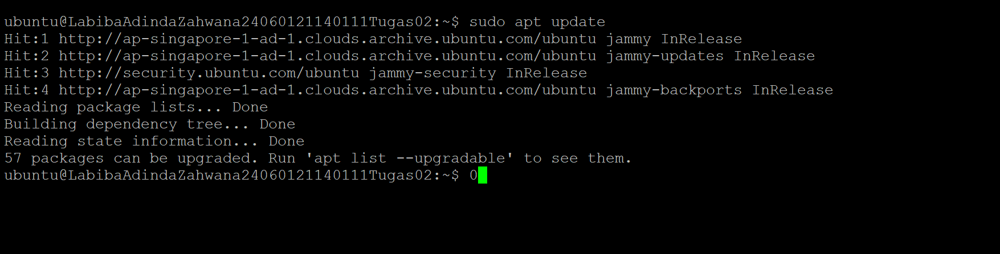 ubuntu@LabibaAdindaZahwana24060121140111Tugas02:~$ sudo apt update
Hit:1 http://ap-singapore-1-ad-1.clouds.archive.ubuntu.com/ubuntu jammy InRelease
Hit:2 http://ap-singapore-1-ad-1.clouds.archive.ubuntu.com/ubuntu jammy-updates InRelease
Hit:3 http://security.ubuntu.com/ubuntu jammy-security InRelease
Hit:4 http://ap-singapore-1-ad-1.clouds.archive.ubuntu.com/ubuntu jammy-backports InRelease
Reading package lists... Done
Building dependency tree... Done
Reading state information... Done
57 packages can be upgraded. Run 'apt list --upgradable' to see them.
ubuntu@LabibaAdindaZahwana24060121140111Tugas02:~$ 0